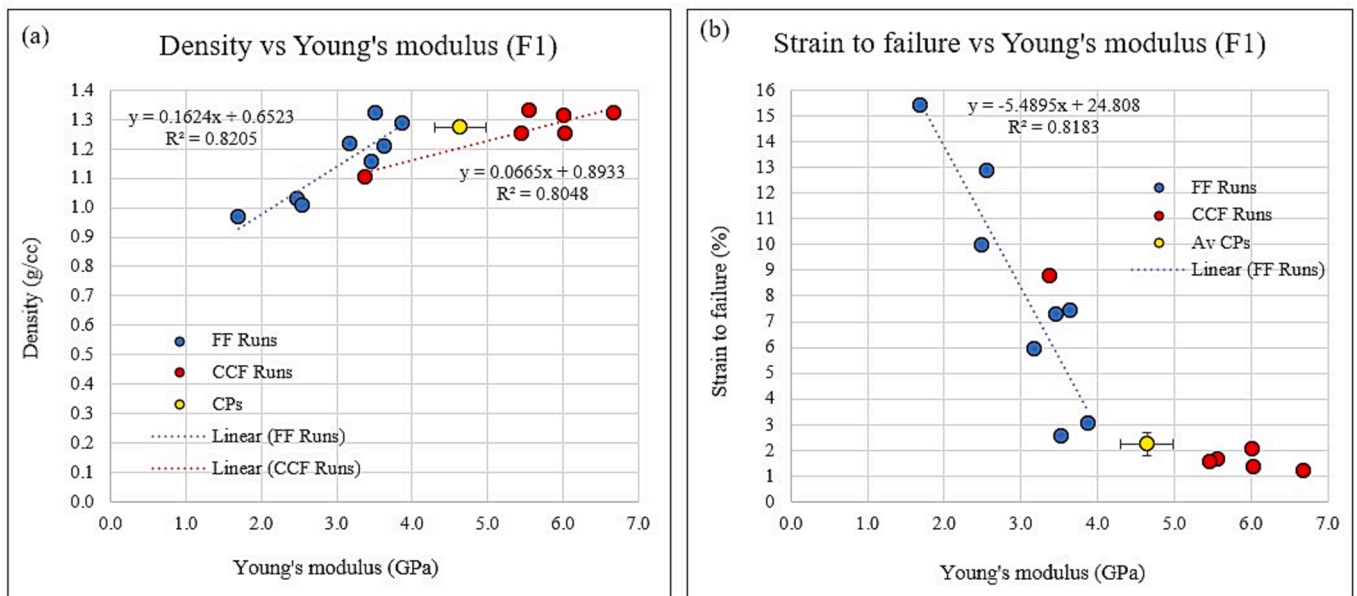 (a)
Density vs Young's modulus (F1)
y = 0.1624x + 0.6523
R² = 0.8205
y = 0.0665x + 0.8933
R² = 0.8048
Density (g/cc)
1.4
1.3
1.2
1.1
1.0
0.9
0.8
0.7
0.6
0.5
0.4
0.3
0.2
0.1
0.0
FF Runs
CCF Runs
CPs
Linear (FF Runs)
Linear (CCF Runs)
0.0 1.0 2.0 3.0 4.0 5.0 6.0 7.0
Young's modulus (GPa)
(b)
Strain to failure vs Young's modulus (F1)
y = -5.4895x + 24.808
R² = 0.8183
Strain to failure (%)
16
15
14
13
12
11
10
9
8
7
6
5
4
3
2
1
0
FF Runs
CCF Runs
Av CPs
Linear (FF Runs)
0.0 1.0 2.0 3.0 4.0 5.0 6.0 7.0
Young's modulus (GPa)